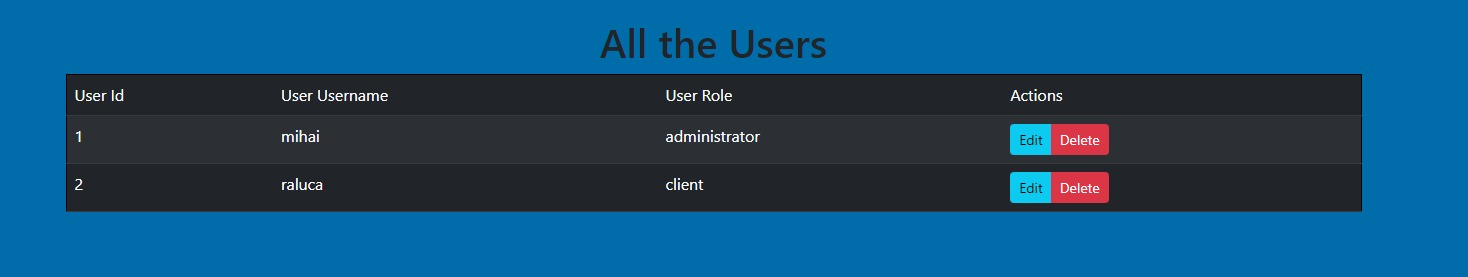 All the Users
User Id User Username User Role Actions
1 mihai administrator Edit Delete
2 raluca client Edit Delete